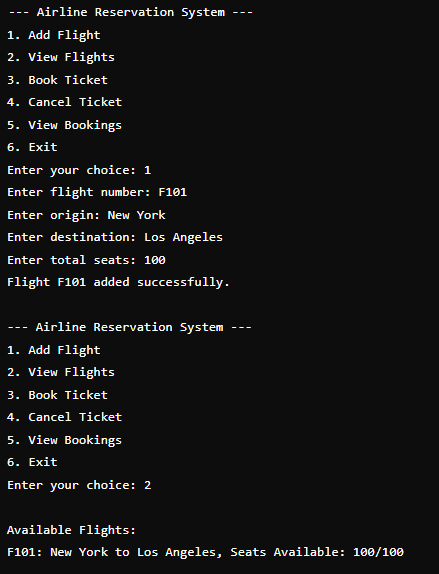 --- Airline Reservation System ---
1. Add Flight
2. View Flights
3. Book Ticket
4. Cancel Ticket
5. View Bookings
6. Exit
Enter your choice: 1
Enter flight number: F101
Enter origin: New York
Enter destination: Los Angeles
Enter total seats: 100
Flight F101 added successfully.
--- Airline Reservation System ---
1. Add Flight
2. View Flights
3. Book Ticket
4. Cancel Ticket
5. View Bookings
6. Exit
Enter your choice: 2
Available Flights:
F101: New York to Los Angeles, Seats Available: 100/100